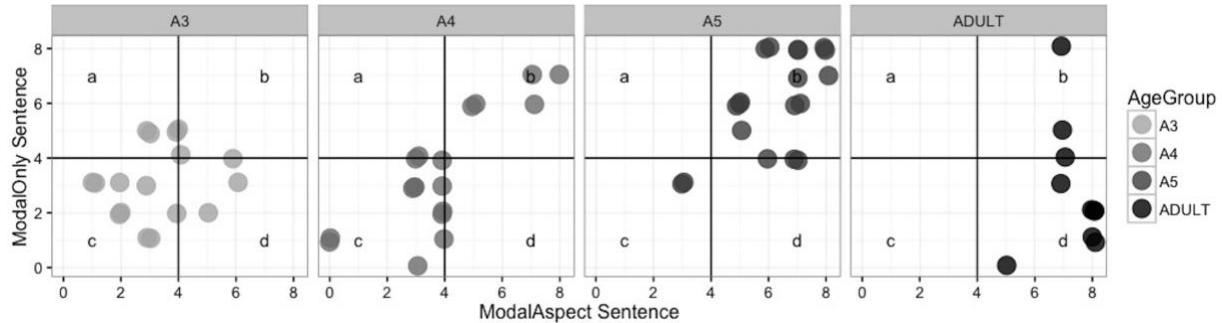 A3 A4 A5 ADULT
8 a b a b a b a b
6
4
2
0 c d c d c d c d
0 2 4 6 8 0 2 4 6 8 0 2 4 6 8 0 2 4 6 8
ModalOnly Sentence
ModalAspect Sentence
AgeGroup
A3
A4
A5
ADULT